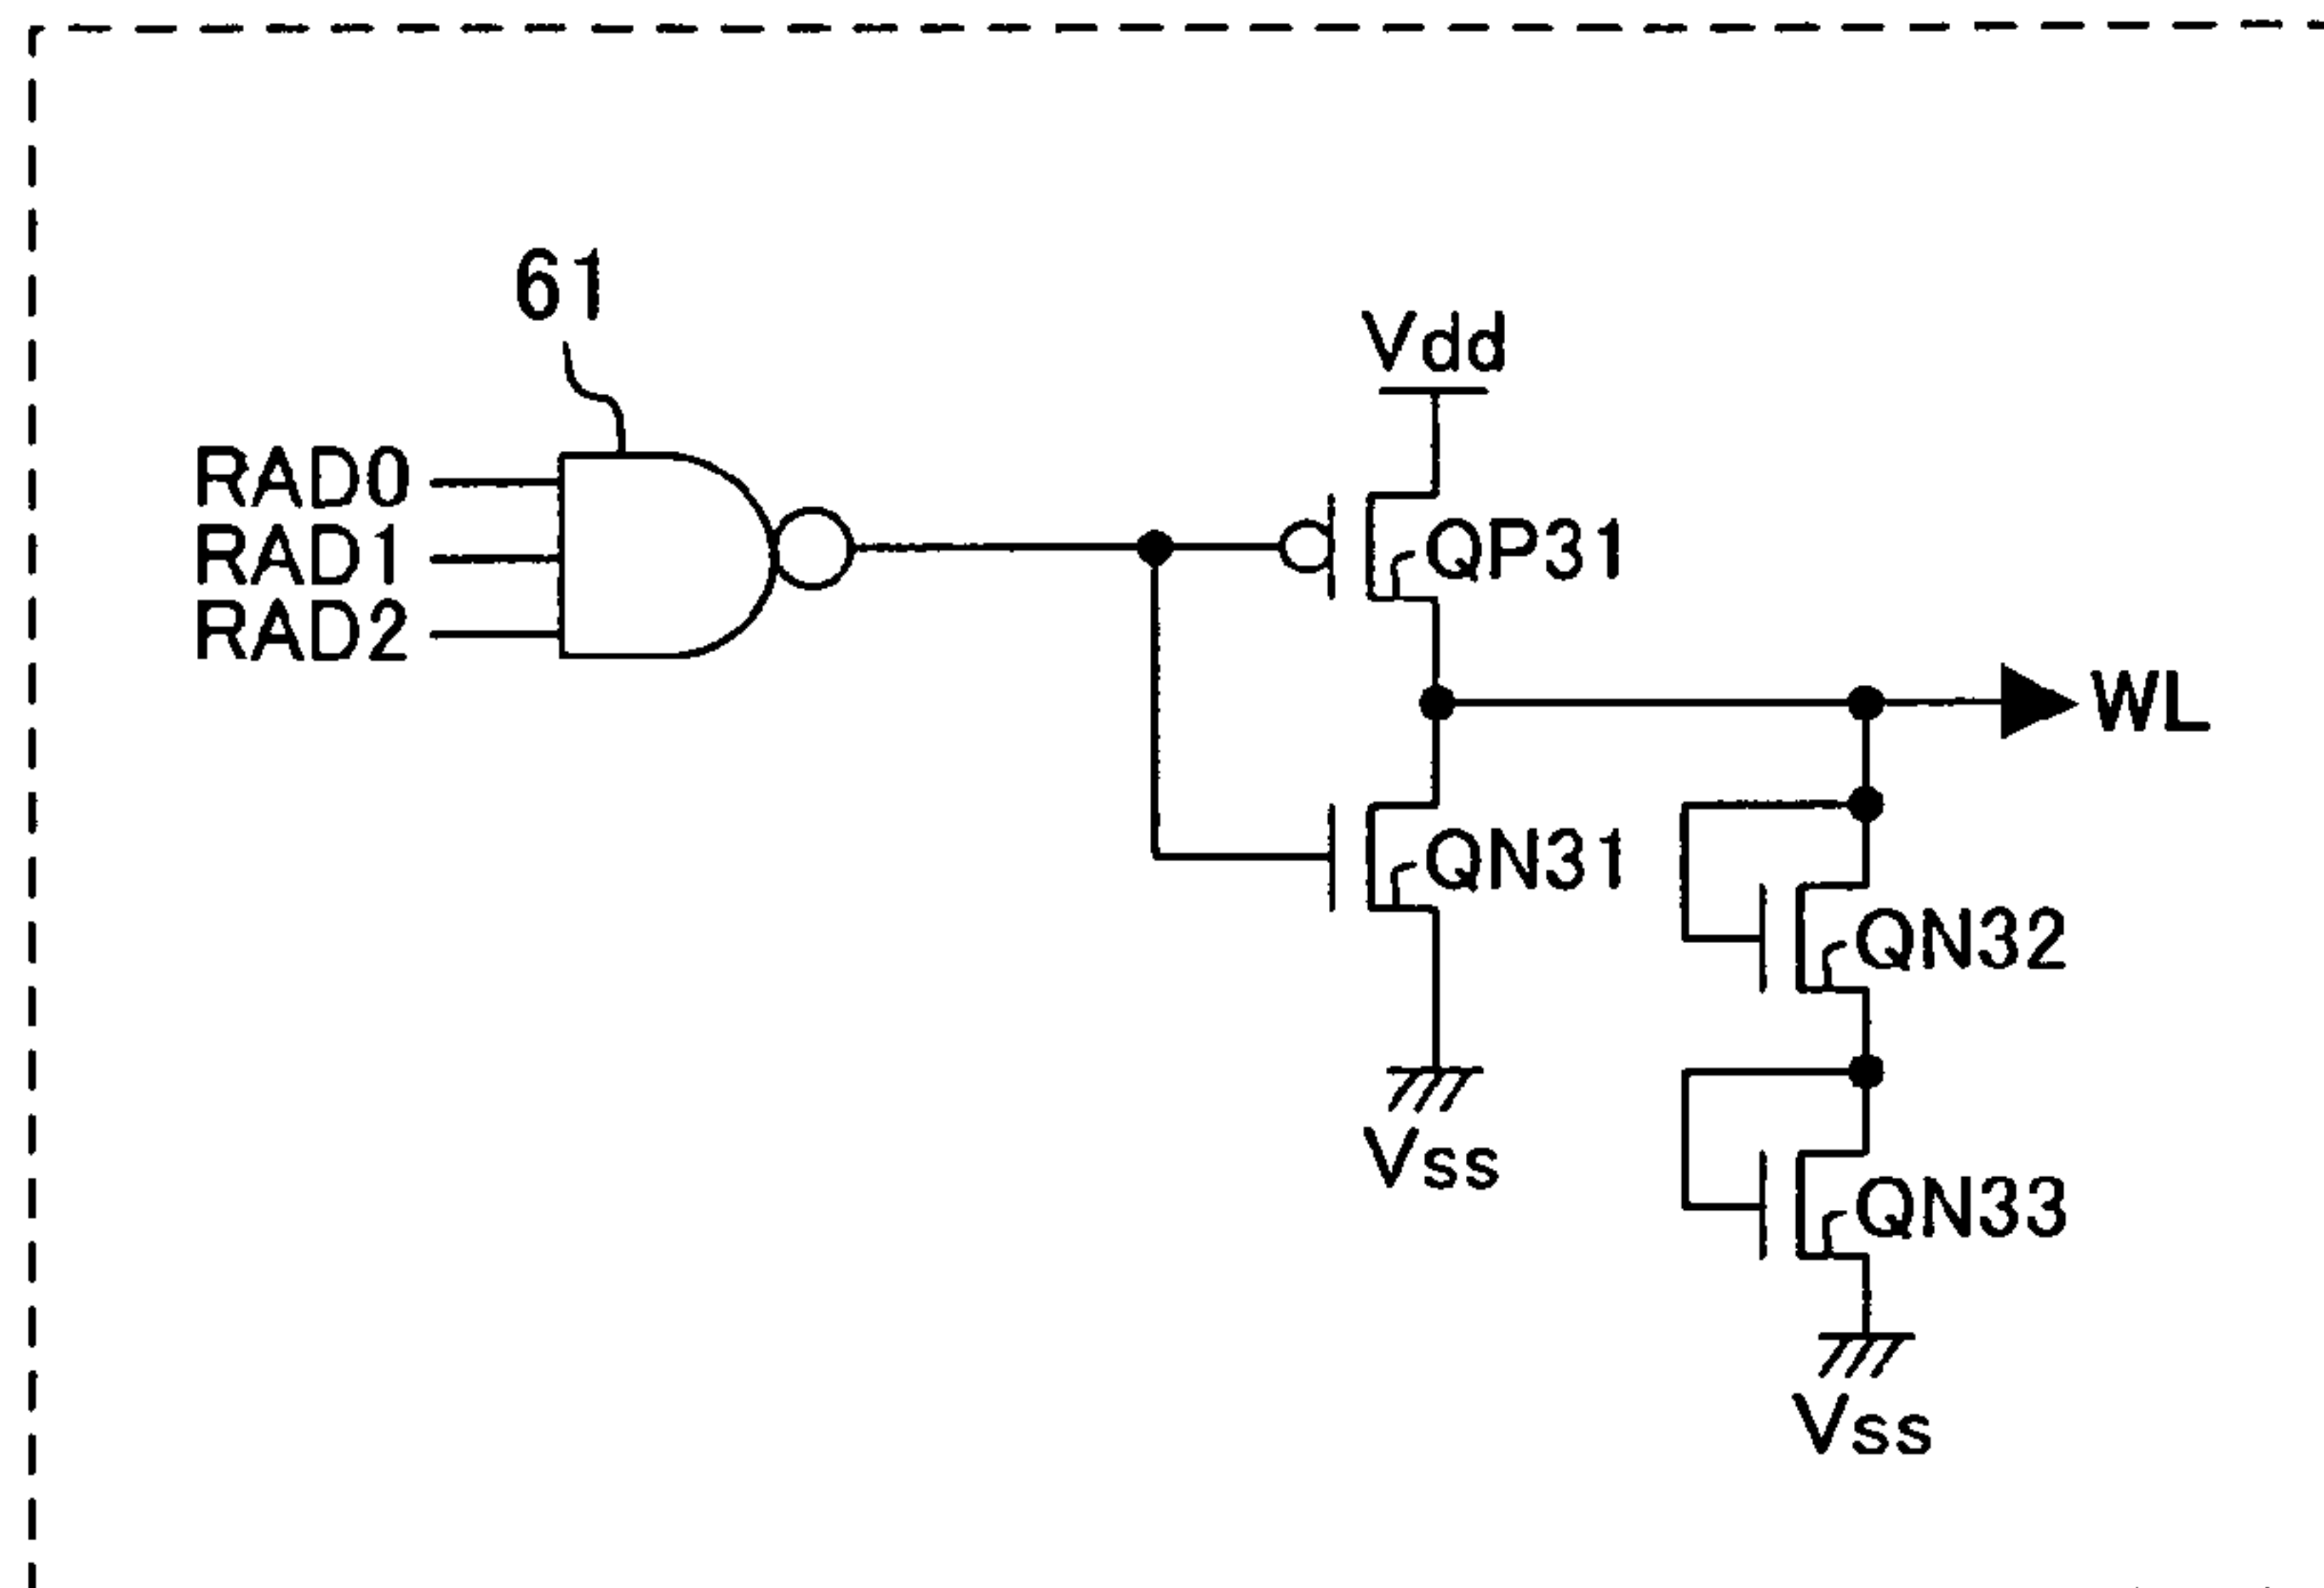 61
Vdd
RAD0
RAD1
RAD2
QP31
WL
QN31
QN32
Vss
QN33
Vss